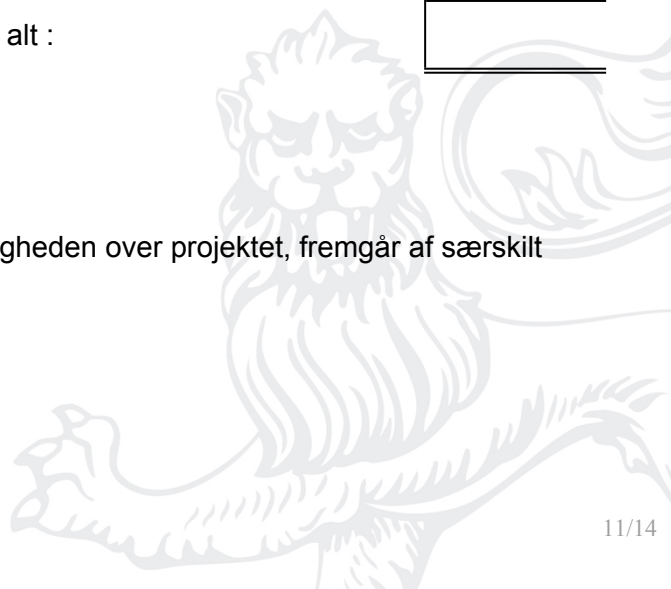 alt :
gheden over projektet, fremgår af særskilt
11/14